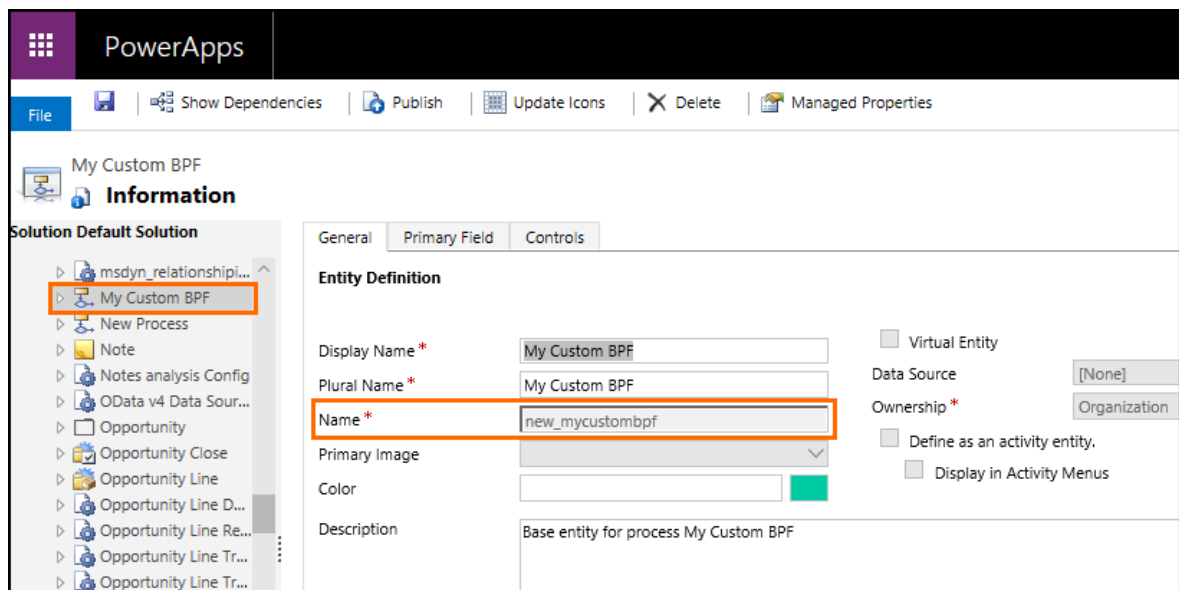 PowerApps
File
Show Dependencies
Publish
Update Icons
Delete
Managed Properties
My Custom BPF
Information
Solution Default Solution
msdyn_relationshipi...
My Custom BPF
New Process
Note
Notes analysis Config
OData v4 Data Sour...
Opportunity
Opportunity Close
Opportunity Line
Opportunity Line D...
Opportunity Line Re...
Opportunity Line Tr...
Opportunity Line Tr...
General
Primary Field
Controls
Entity Definition
Display Name *
My Custom BPF
Plural Name *
My Custom BPF
Name *
new_mycustombpf
Primary Image
Color
Description
Base entity for process My Custom BPF
Virtual Entity
Data Source
[None]
Ownership *
Organization
Define as an activity entity.
Display in Activity Menus